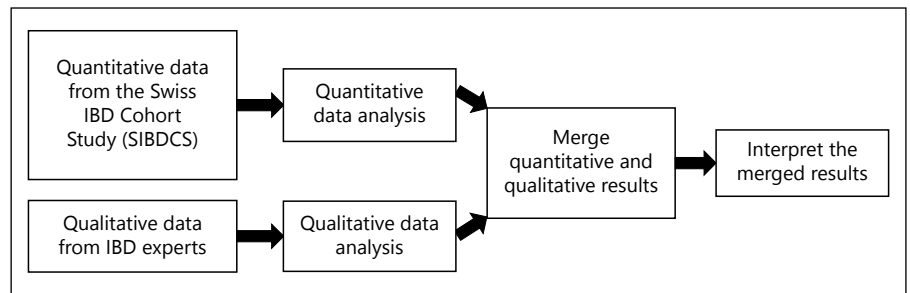 Quantitative data
from the Swiss
IBD Cohort
Study (SIBDCS)
Quantitative
data analysis
Merge
quantitative and
qualitative results
Interpret the
merged results
Qualitative data
from IBD experts
Qualitative data
analysis